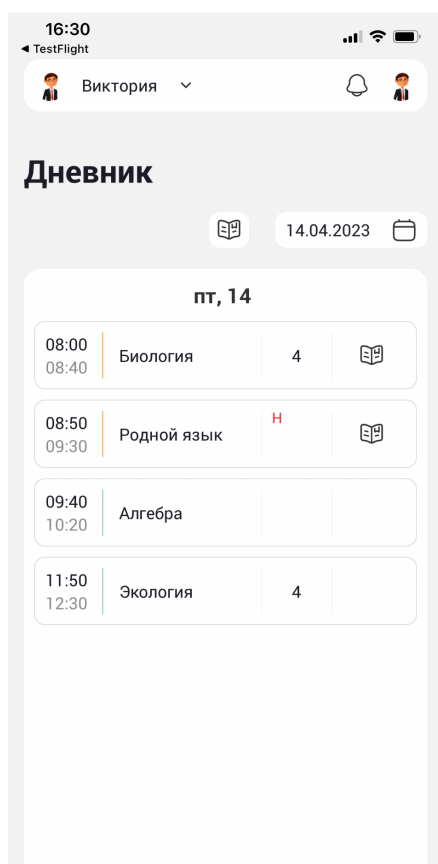 16:30
◀ TestFlight
Виктория
Дневник
14.04.2023
пт, 14
08:00
08:40
Биология
4
08:50
09:30
Родной язык
Н
09:40
10:20
Алгебра
11:50
12:30
Экология
4